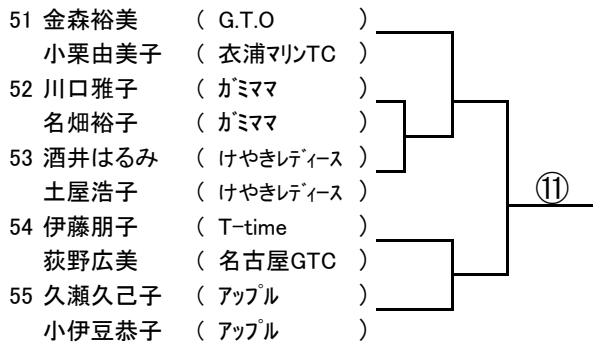 51 金森裕美 ( G.T.O )
小栗由美子 ( 衣浦マリンTC )
52 川口雅子 ( ガミママ )
名畑裕子 ( ガミママ )
53 酒井はるみ ( けやきレディース )
土屋浩子 ( けやきレディース )
⑪
54 伊藤朋子 ( T-time )
荻野広美 ( 名古屋GTC )
55 久瀬久己子 ( アップル )
小伊豆恭子 ( アップル )